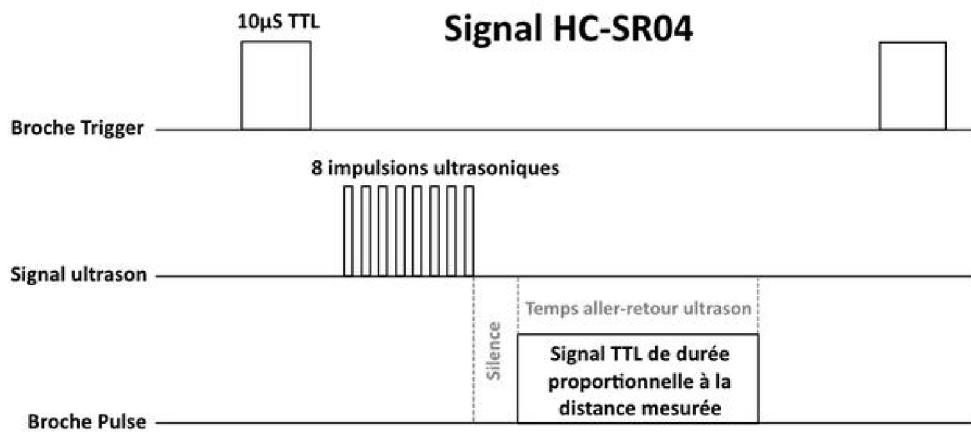 10µS TTL
Signal HC-SR04
Broche Trigger
8 impulsions ultrasoniques
Signal ultrason
Silence
Temps aller-retour ultrason
Signal TTL de durée
proportionnelle à la
distance mesurée
Broche Pulse